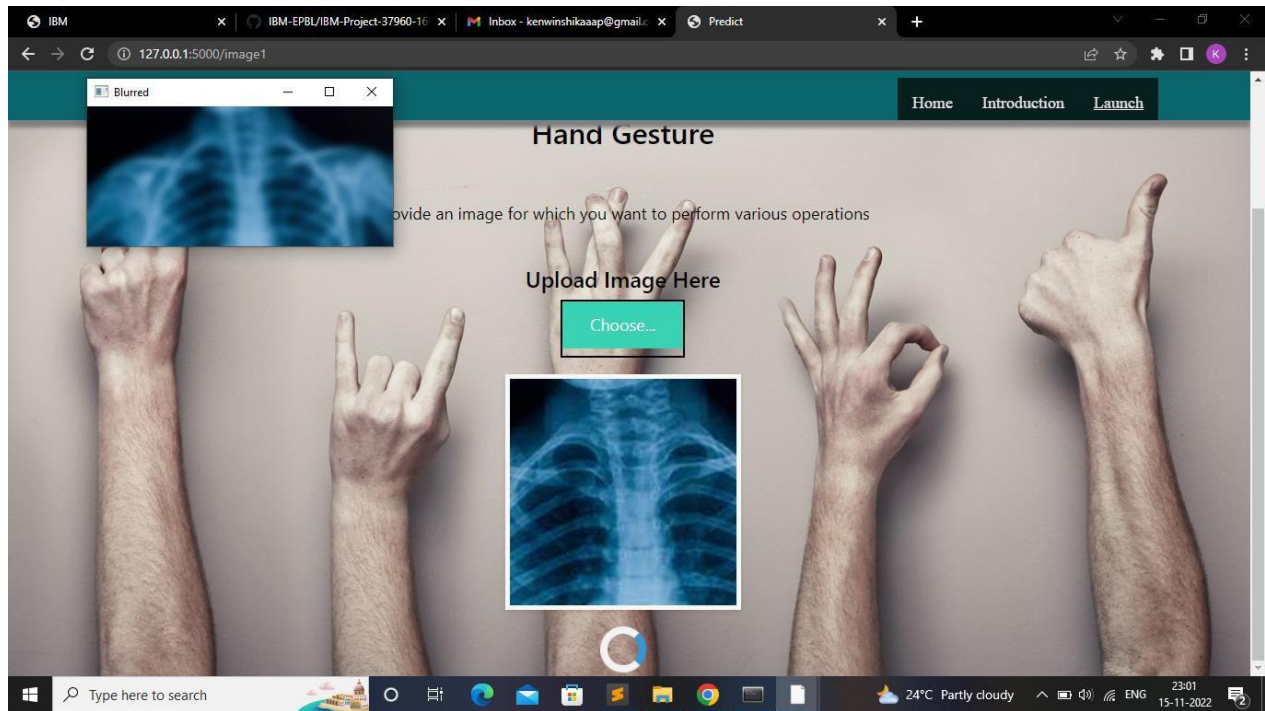 IBM
IBM-EPBL/IBM-Project-37960-16
Inbox - kenwinshikaaap@gmail.c
Predict
127.0.0.1:5000/image1
K
Blurred
Home Introduction Launch
Hand Gesture
ovide an image for which you want to perform various operations
Upload Image Here
Choose...
Type here to search
24°C Partly cloudy
ENG
23:01
15-11-2022
2